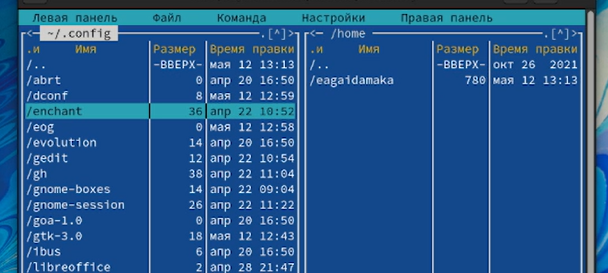 Левая панель Файл Команда Настройки Правая панель
<— ~/.config .[^]> <— /home .[^]>
.и Имя Размер Время правки .и Имя Размер Время правки
/.. -ВВЕРХ- мая 12 13:13 /.. -ВВЕРХ- окт 26 2021
/abrt 0 апр 20 16:50 /eagaidamaka 780 мая 12 13:13
/dconf 8 мая 12 12:59
/enchant 36 апр 22 10:52
/eog 0 мая 12 12:58
/evolution 14 апр 20 16:50
/gedit 12 апр 22 10:54
/gh 38 апр 22 11:04
/gnome-boxes 14 апр 22 09:04
/gnome-session 26 апр 22 11:22
/goa-1.0 0 апр 20 16:50
/gtk-3.0 18 мая 12 12:43
/ibus 6 апр 20 16:50
/libreoffice 2 апр 28 21:47